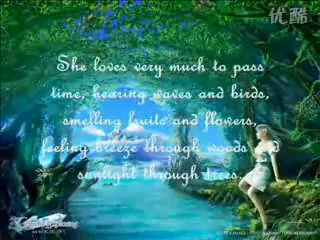 优酷
She loves very much to pass
time, hearing waves and birds,
smelling fruits and flowers,
feeling breeze through woods and
sunlight through trees.